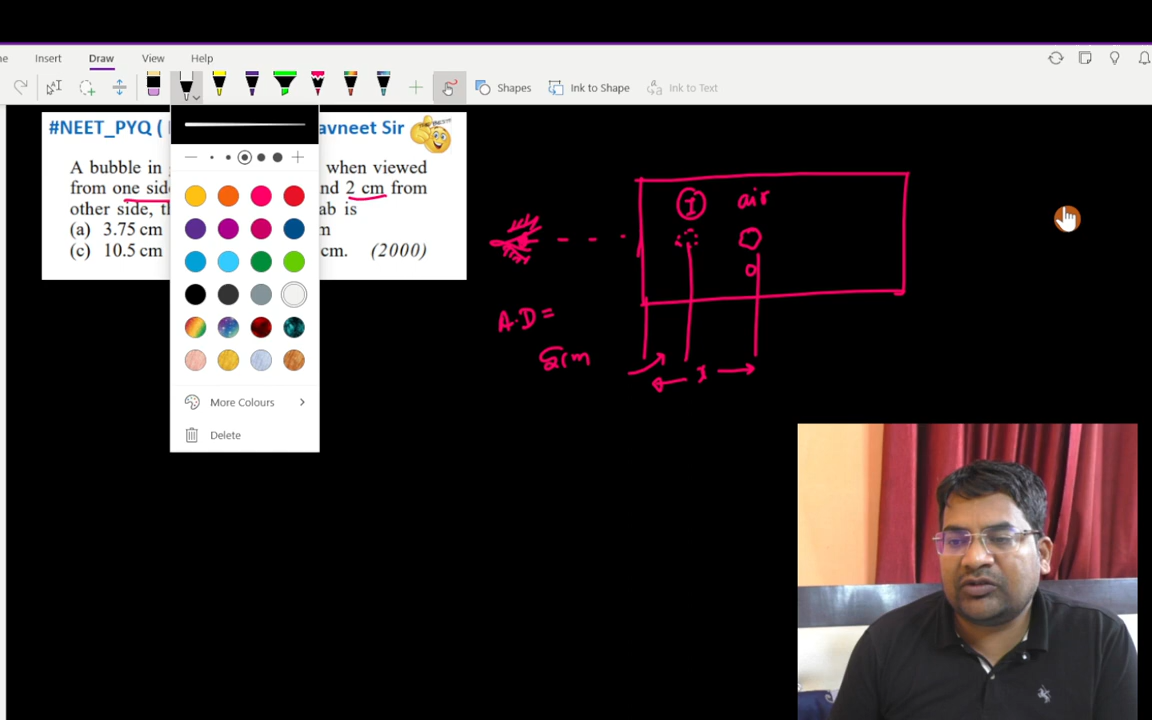 Insert Draw View Help
Shapes Ink to Shape Ink to Text
#NEET_PYQ ( avneet Sir
A bubble in when viewed
from one sid nd 2 cm from
other side, t ab is
(a) 3.75 cm m
(c) 10.5 cm cm. (2000)
More Colours
Delete
I air
O
A.D =
5cm
x